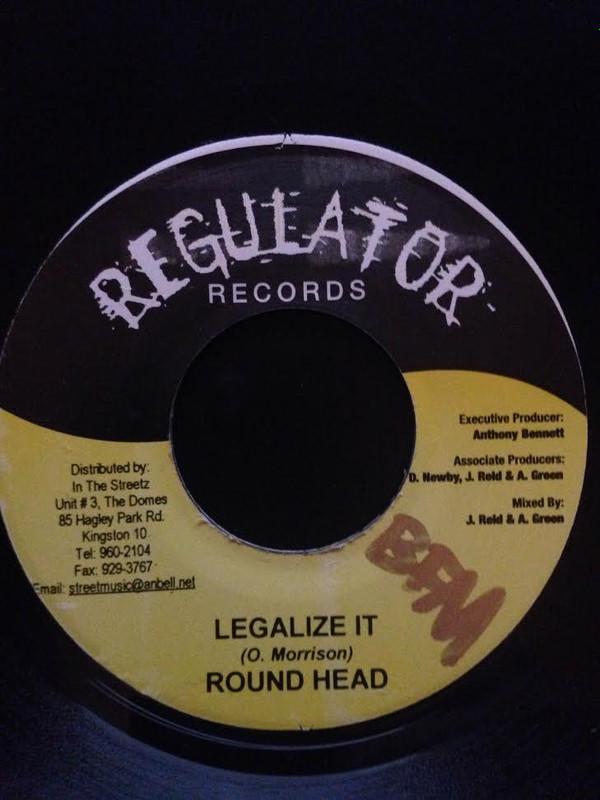 REGULATOR
RECORDS
Executive Producer:
Anthony Bennett
Associate Producers:
D. Newby, J. Reid & A. Green
Mixed By:
J. Reid & A. Green
Distributed by:
In The Streetz
Unit # 3, The Domes
85 Hagley Park Rd.
Kingston 10
Tel: 960-2104
Fax: 929-3767
Email: streetmusic@anbell.net
BFM
LEGALIZE IT
(O. Morrison)
ROUND HEAD